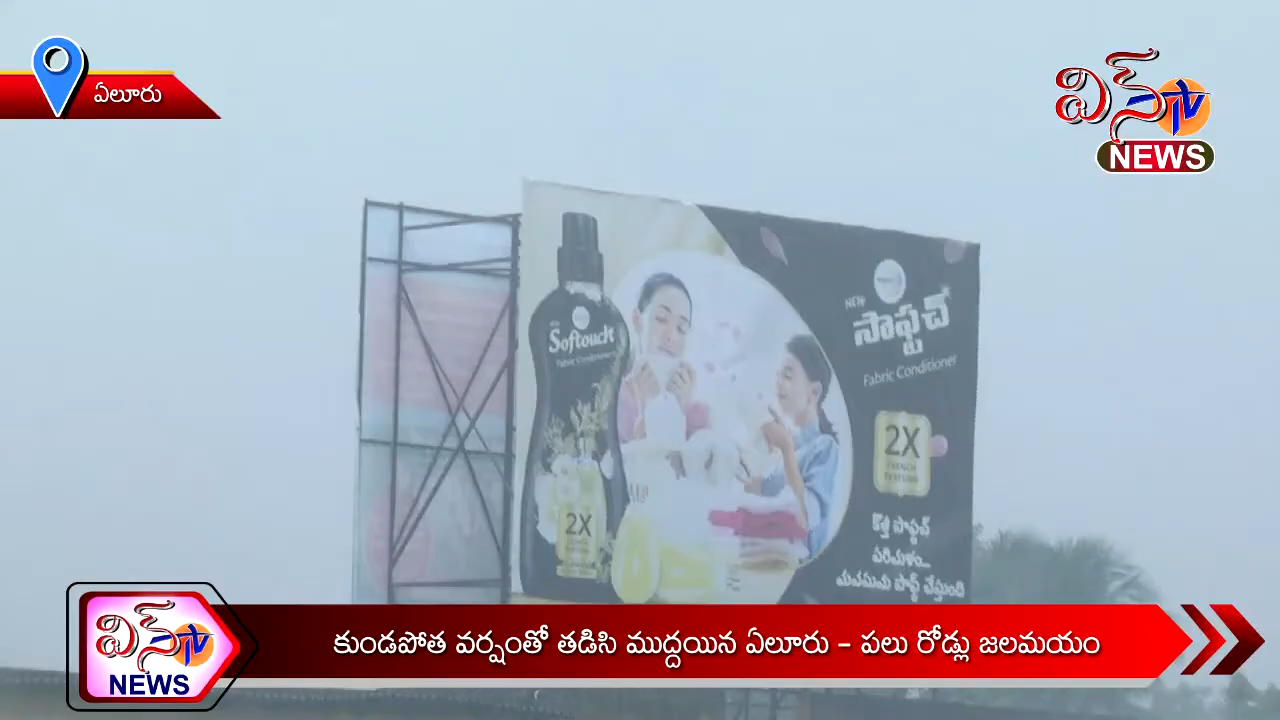 ఏలూరు
విస్ TV
NEWS
Softouch
Fabric Conditioner
2X
NEW
సాఫ్టచ్
Fabric Conditioner
2X
FRENCH
PERFUME
కొత్త సాఫ్టచ్
పరిమళం...
మనసును సాఫ్ట్ చేస్తుంది
విస్ TV
NEWS
కుండపోత వర్షంతో తడిసి ముద్దయిన ఏలూరు - పలు రోడ్లు జలమయం